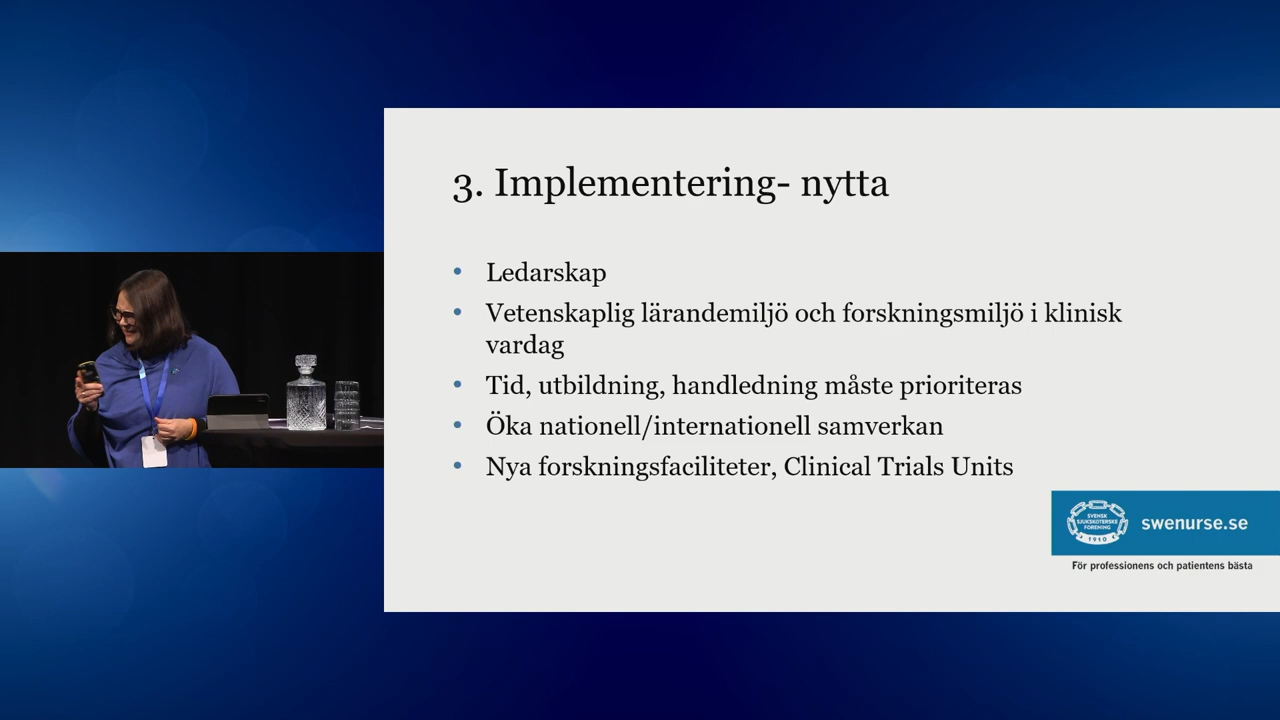 3. Implementering- nytta
• Ledarskap
• Vetenskaplig lärandemiljö och forskningsmiljö i klinisk
vardag
• Tid, utbildning, handledning måste prioriteras
• Öka nationell/internationell samverkan
• Nya forskningsfaciliteter, Clinical Trials Units
SVENSK
SJUKSKÖTERSKE
FÖRENING
1910
swenurse.se
För professionens och patientens bästa